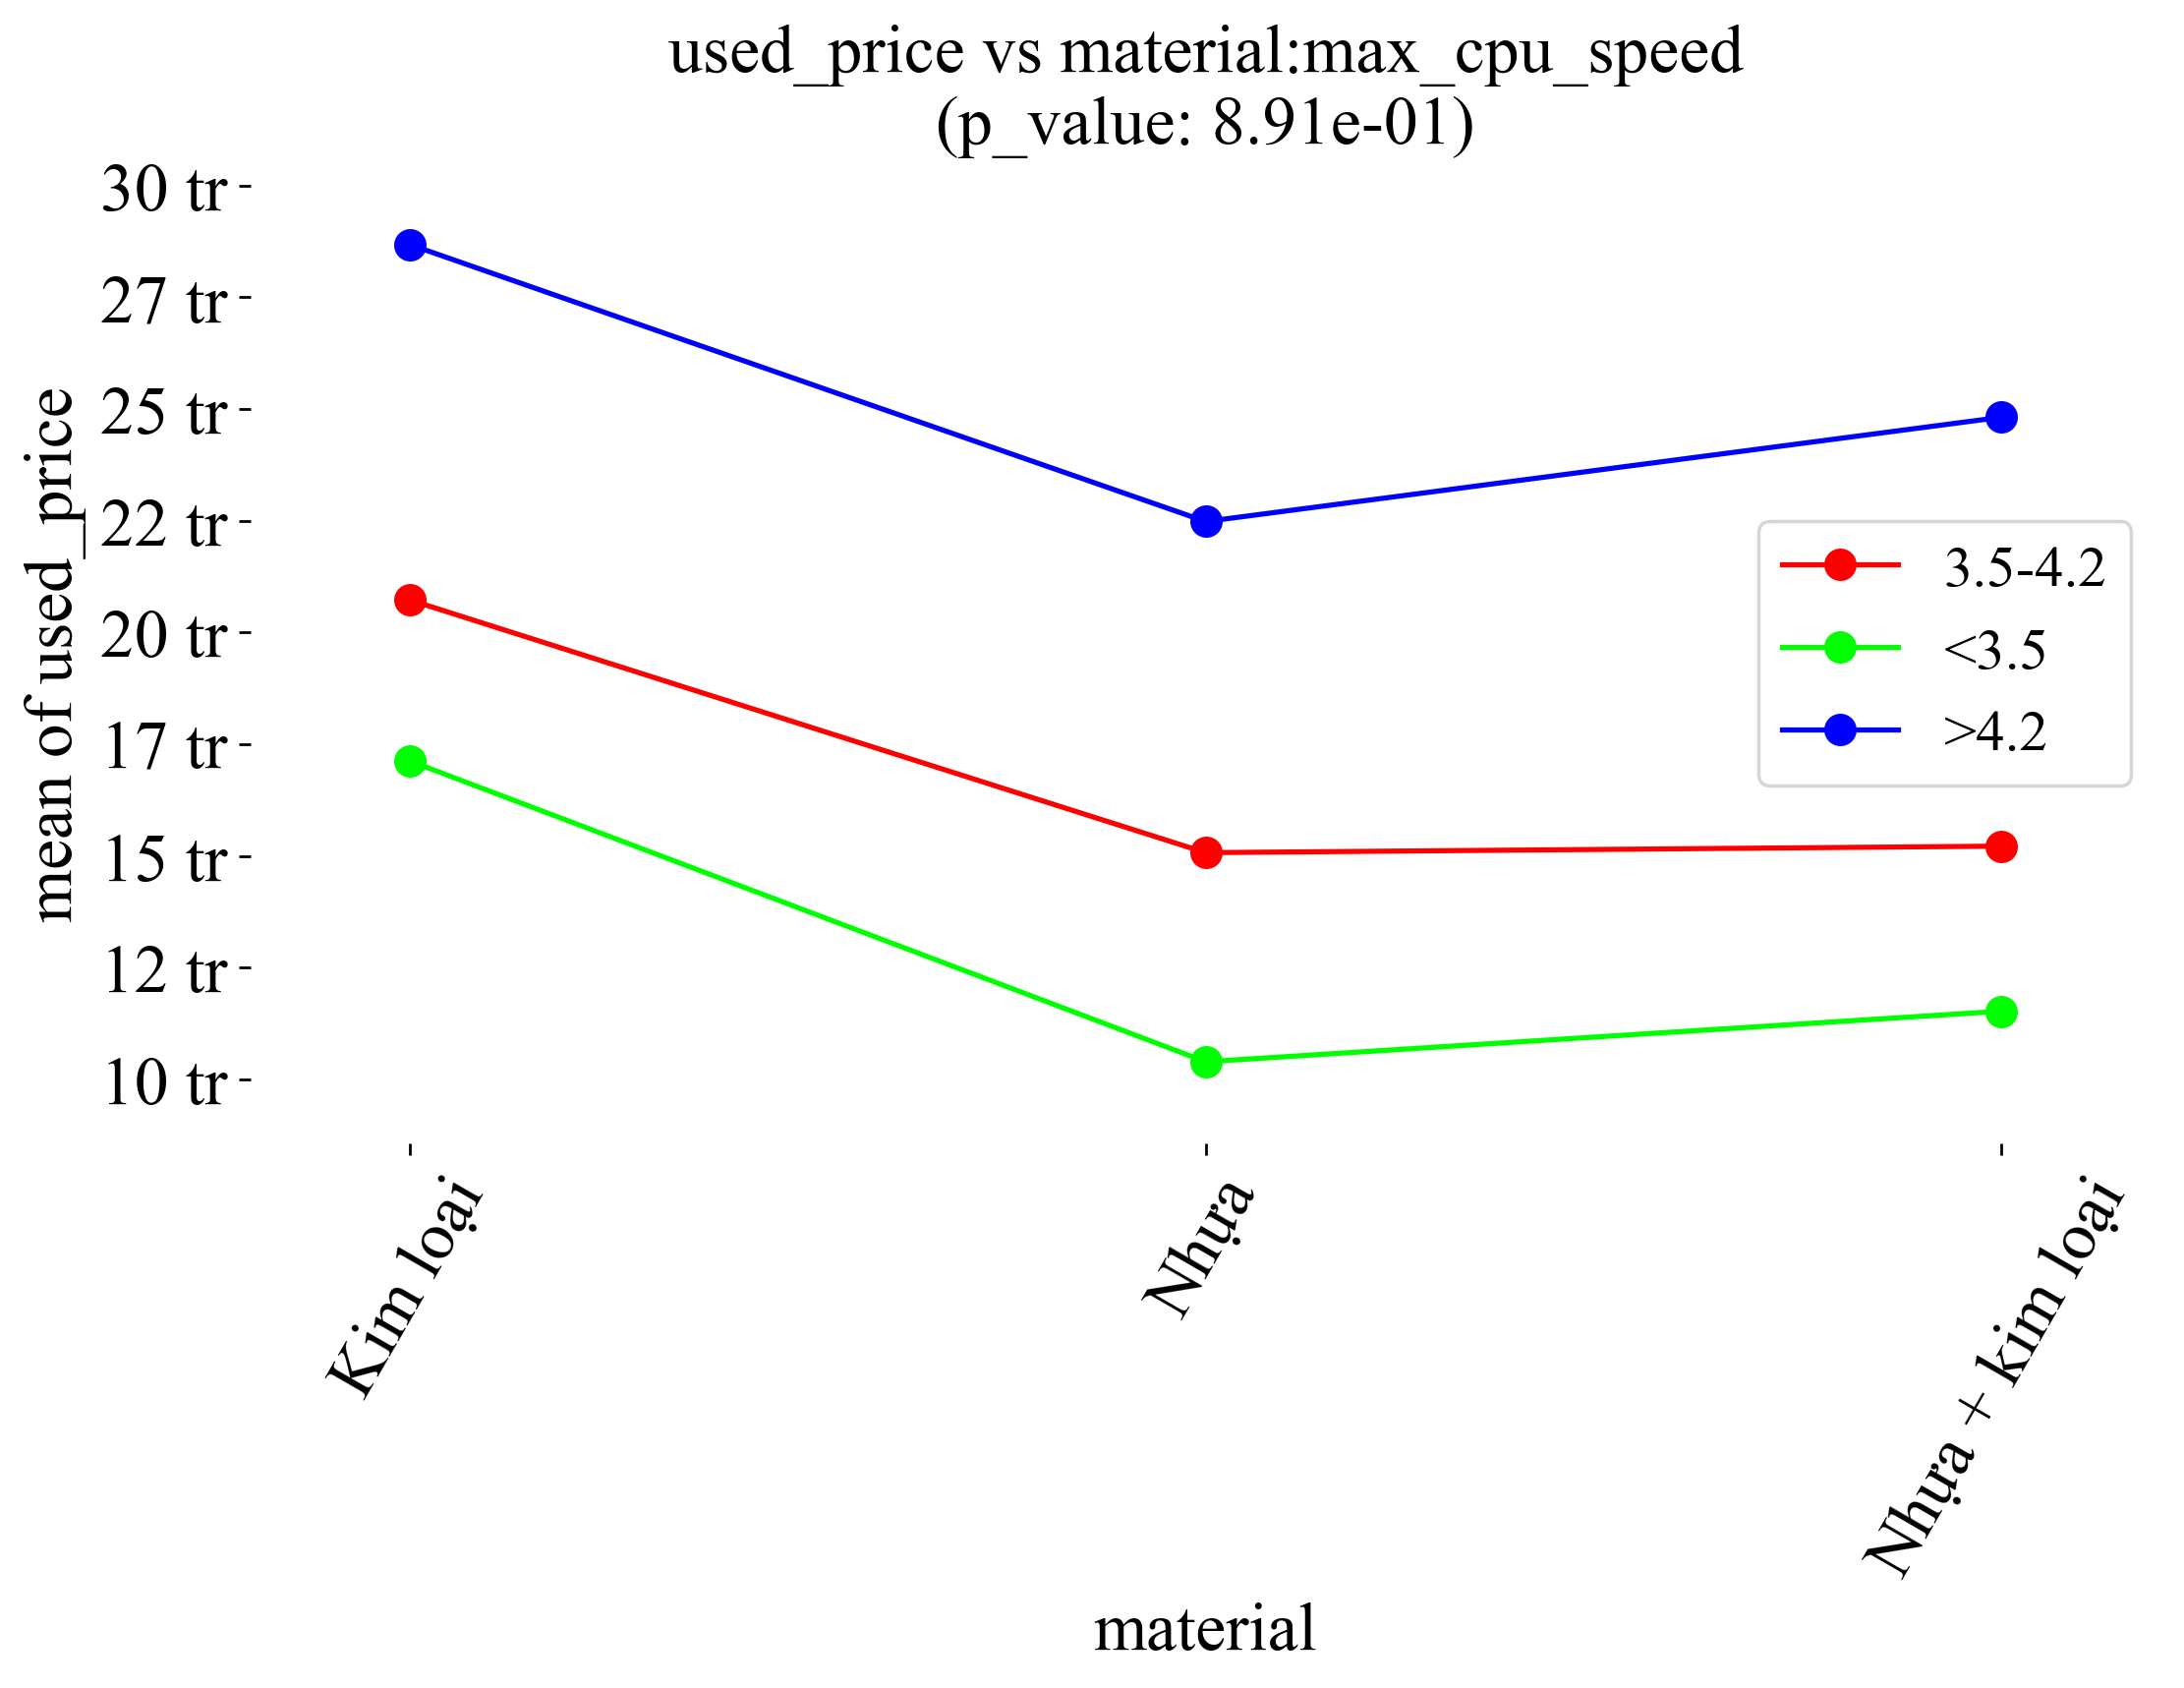 used_price vs material:max_cpu_speed
(p_value: 8.91e-01)
30 tr
27 tr
25 tr
22 tr
20 tr
17 tr
15 tr
12 tr
10 tr
mean of used_price
3.5-4.2
<3.5
>4.2
Kim loại
Nhựa
Nhựa + kim loại
material